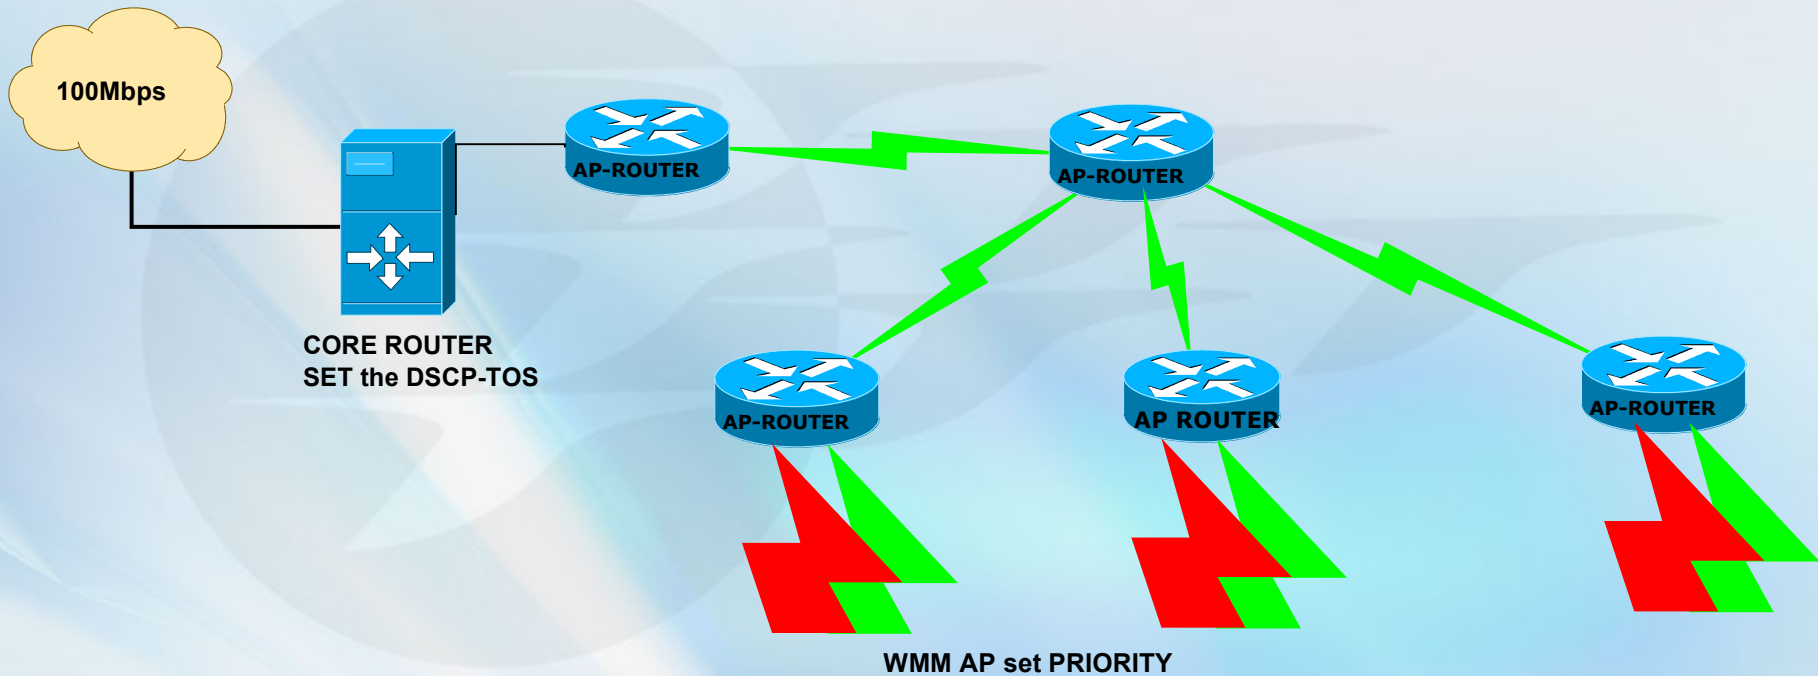 100Mbps
AP-ROUTER
AP-ROUTER
CORE ROUTER
SET the DSCP-TOS
AP-ROUTER
AP ROUTER
AP-ROUTER
WMM AP set PRIORITY